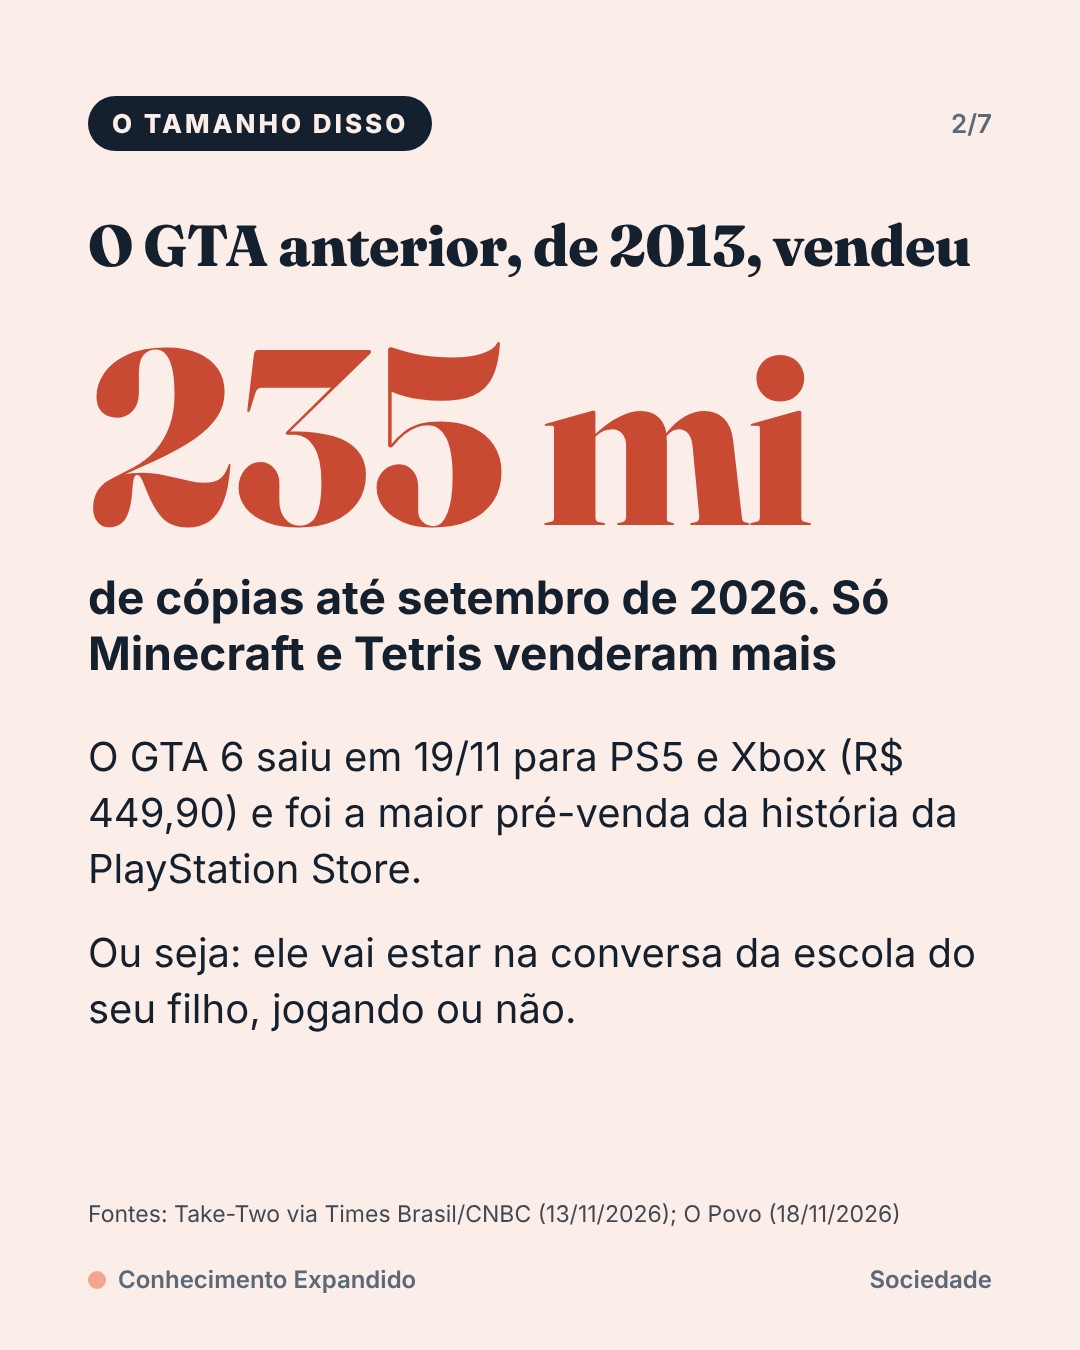 O TAMANHO DISSO
2/7
O GTA anterior, de 2013, vendeu
235 mi
de cópias até setembro de 2026. Só
Minecraft e Tetris venderam mais
O GTA 6 saiu em 19/11 para PS5 e Xbox (R$
449,90) e foi a maior pré-venda da história da
PlayStation Store.
Ou seja: ele vai estar na conversa da escola do
seu filho, jogando ou não.
Fontes: Take-Two via Times Brasil/CNBC (13/11/2026); O Povo (18/11/2026)
Conhecimento Expandido
Sociedade